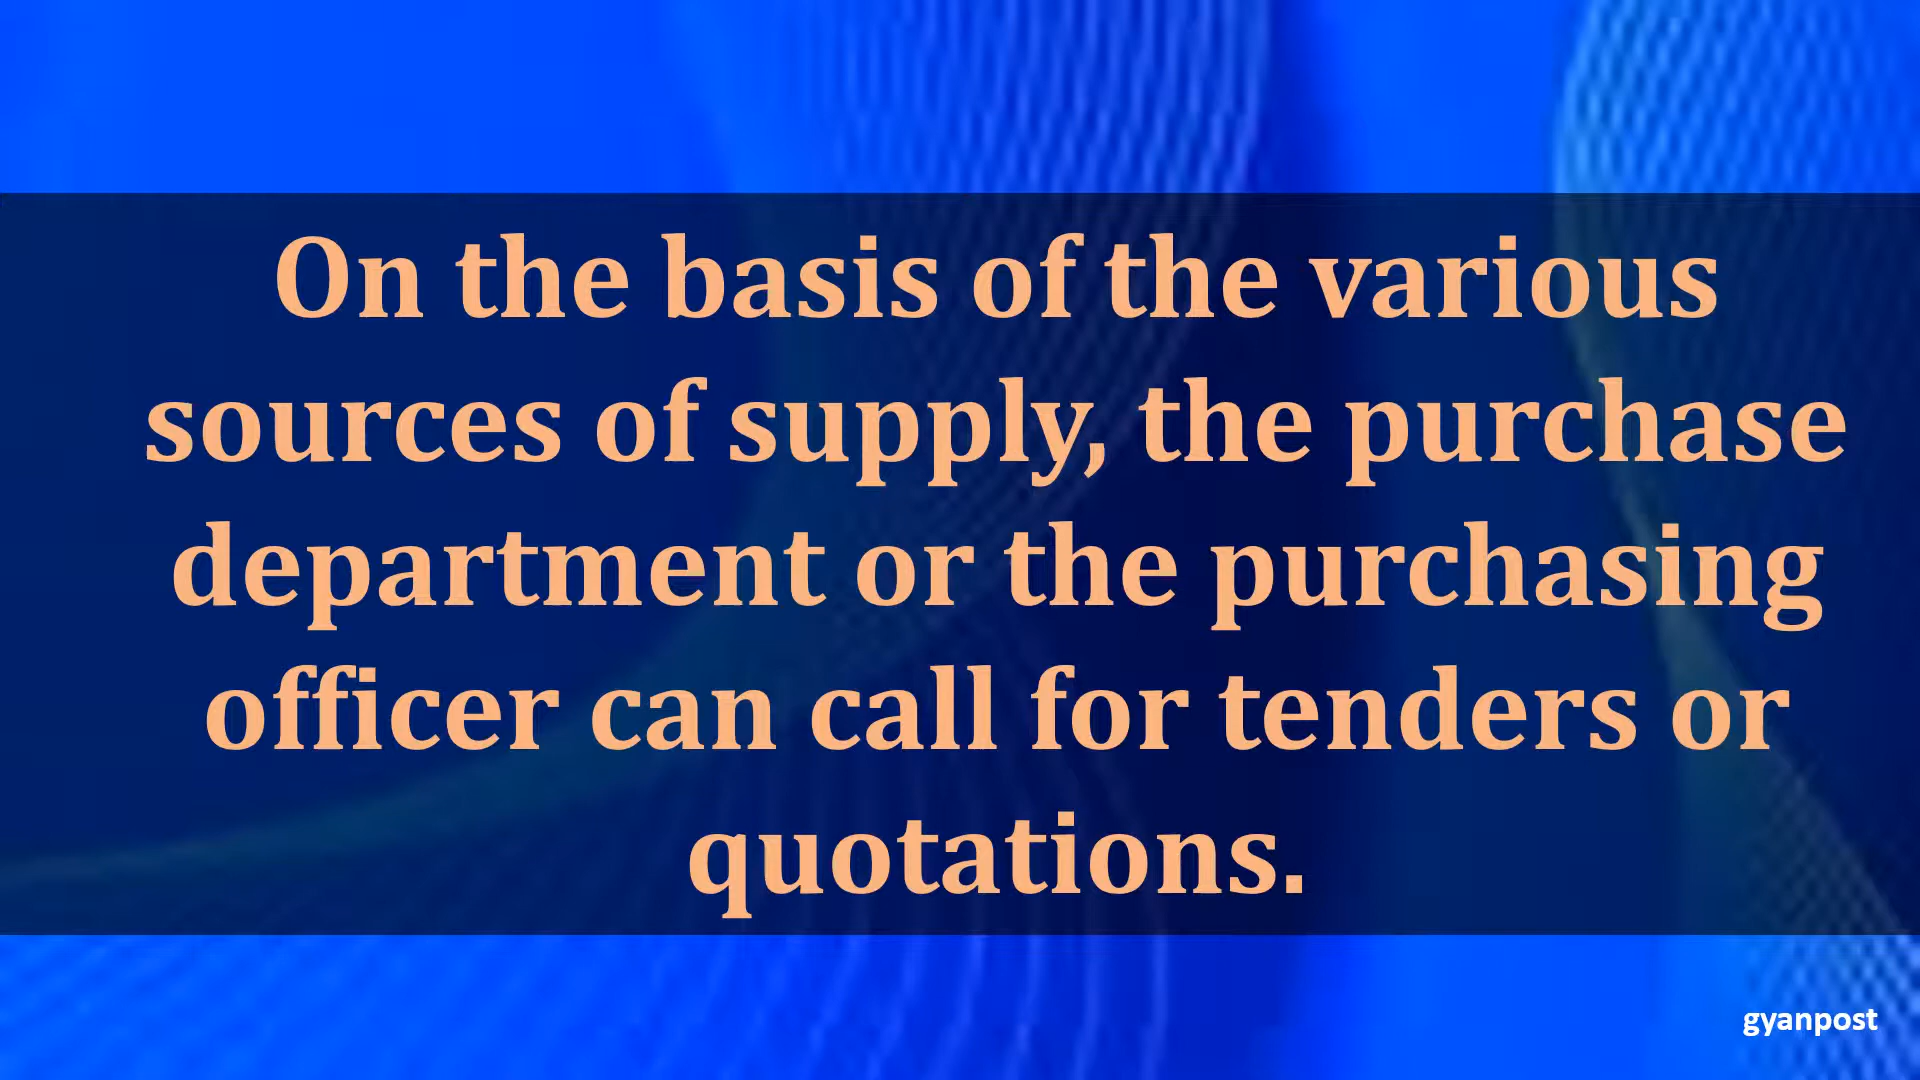 On the basis of the various
sources of supply, the purchase
department or the purchasing
officer can call for tenders or
quotations.
gyanpost